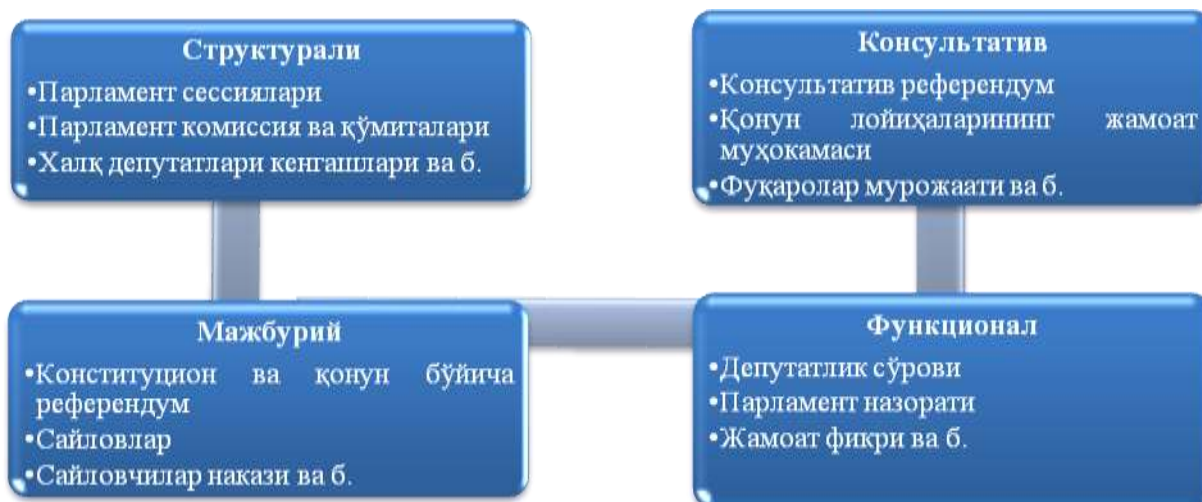 Структурали
•Парламент сессиялари
•Парламент комиссия ва қўмиталари
•Халқ депутатлари кенгашлари ва б.
Консультатив
•Консультатив референдум
•Қонун лойиҳаларининг жамоат
муҳокамаси
•Фуқаролар мурожаати ва б.
Мажбурий
•Конституцион ва қонун бўйича
референдум
•Сайловлар
•Сайловчилар накази ва б.
Функционал
•Депутатлик сўрови
•Парламент назорати
•Жамоат фикри ва б.